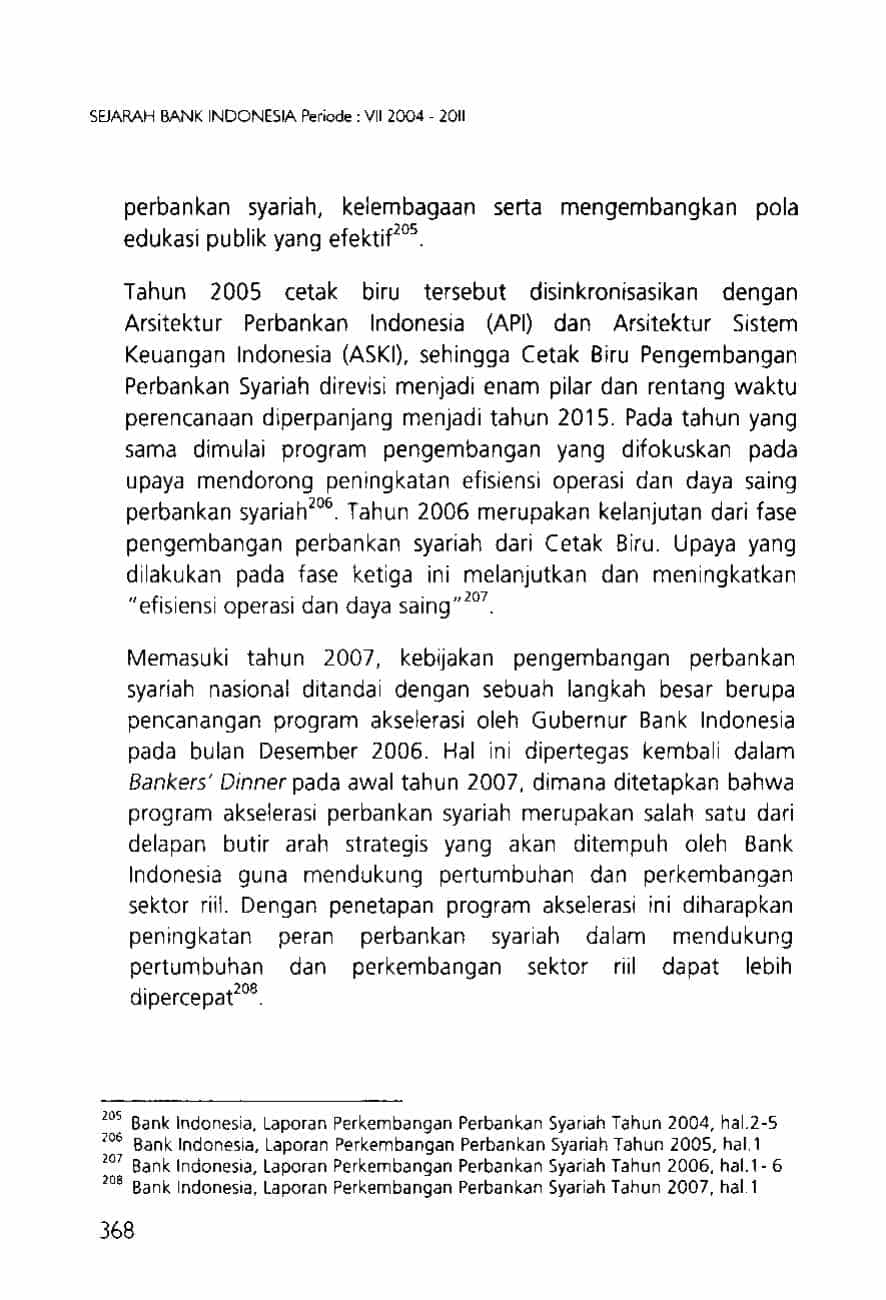 SEJARAH BANK INDONESIA Periode : VII 2004 - 2011
perbankan syariah, kelembagaan serta mengembangkan pola
edukasi publik yang efektif²⁰⁵.
Tahun 2005 cetak biru tersebut disinkronisasikan dengan
Arsitektur Perbankan Indonesia (API) dan Arsitektur Sistem
Keuangan Indonesia (ASKI), sehingga Cetak Biru Pengembangan
Perbankan Syariah direvisi menjadi enam pilar dan rentang waktu
perencanaan diperpanjang menjadi tahun 2015. Pada tahun yang
sama dimulai program pengembangan yang difokuskan pada
upaya mendorong peningkatan efisiensi operasi dan daya saing
perbankan syariah²⁰⁶. Tahun 2006 merupakan kelanjutan dari fase
pengembangan perbankan syariah dari Cetak Biru. Upaya yang
dilakukan pada fase ketiga ini melanjutkan dan meningkatkan
"efisiensi operasi dan daya saing"²⁰⁷.
Memasuki tahun 2007, kebijakan pengembangan perbankan
syariah nasional ditandai dengan sebuah langkah besar berupa
pencanangan program akselerasi oleh Gubernur Bank Indonesia
pada bulan Desember 2006. Hal ini dipertegas kembali dalam
Bankers' Dinner pada awal tahun 2007, dimana ditetapkan bahwa
program akselerasi perbankan syariah merupakan salah satu dari
delapan butir arah strategis yang akan ditempuh oleh Bank
Indonesia guna mendukung pertumbuhan dan perkembangan
sektor riil. Dengan penetapan program akselerasi ini diharapkan
peningkatan peran perbankan syariah dalam mendukung
pertumbuhan dan perkembangan sektor riil dapat lebih
dipercepat²⁰⁸.
²⁰⁵ Bank Indonesia, Laporan Perkembangan Perbankan Syariah Tahun 2004, hal.2-5
²⁰⁶ Bank Indonesia, Laporan Perkembangan Perbankan Syariah Tahun 2005, hal.1
²⁰⁷ Bank Indonesia, Laporan Perkembangan Perbankan Syariah Tahun 2006, hal.1- 6
²⁰⁸ Bank Indonesia, Laporan Perkembangan Perbankan Syariah Tahun 2007, hal.1
368